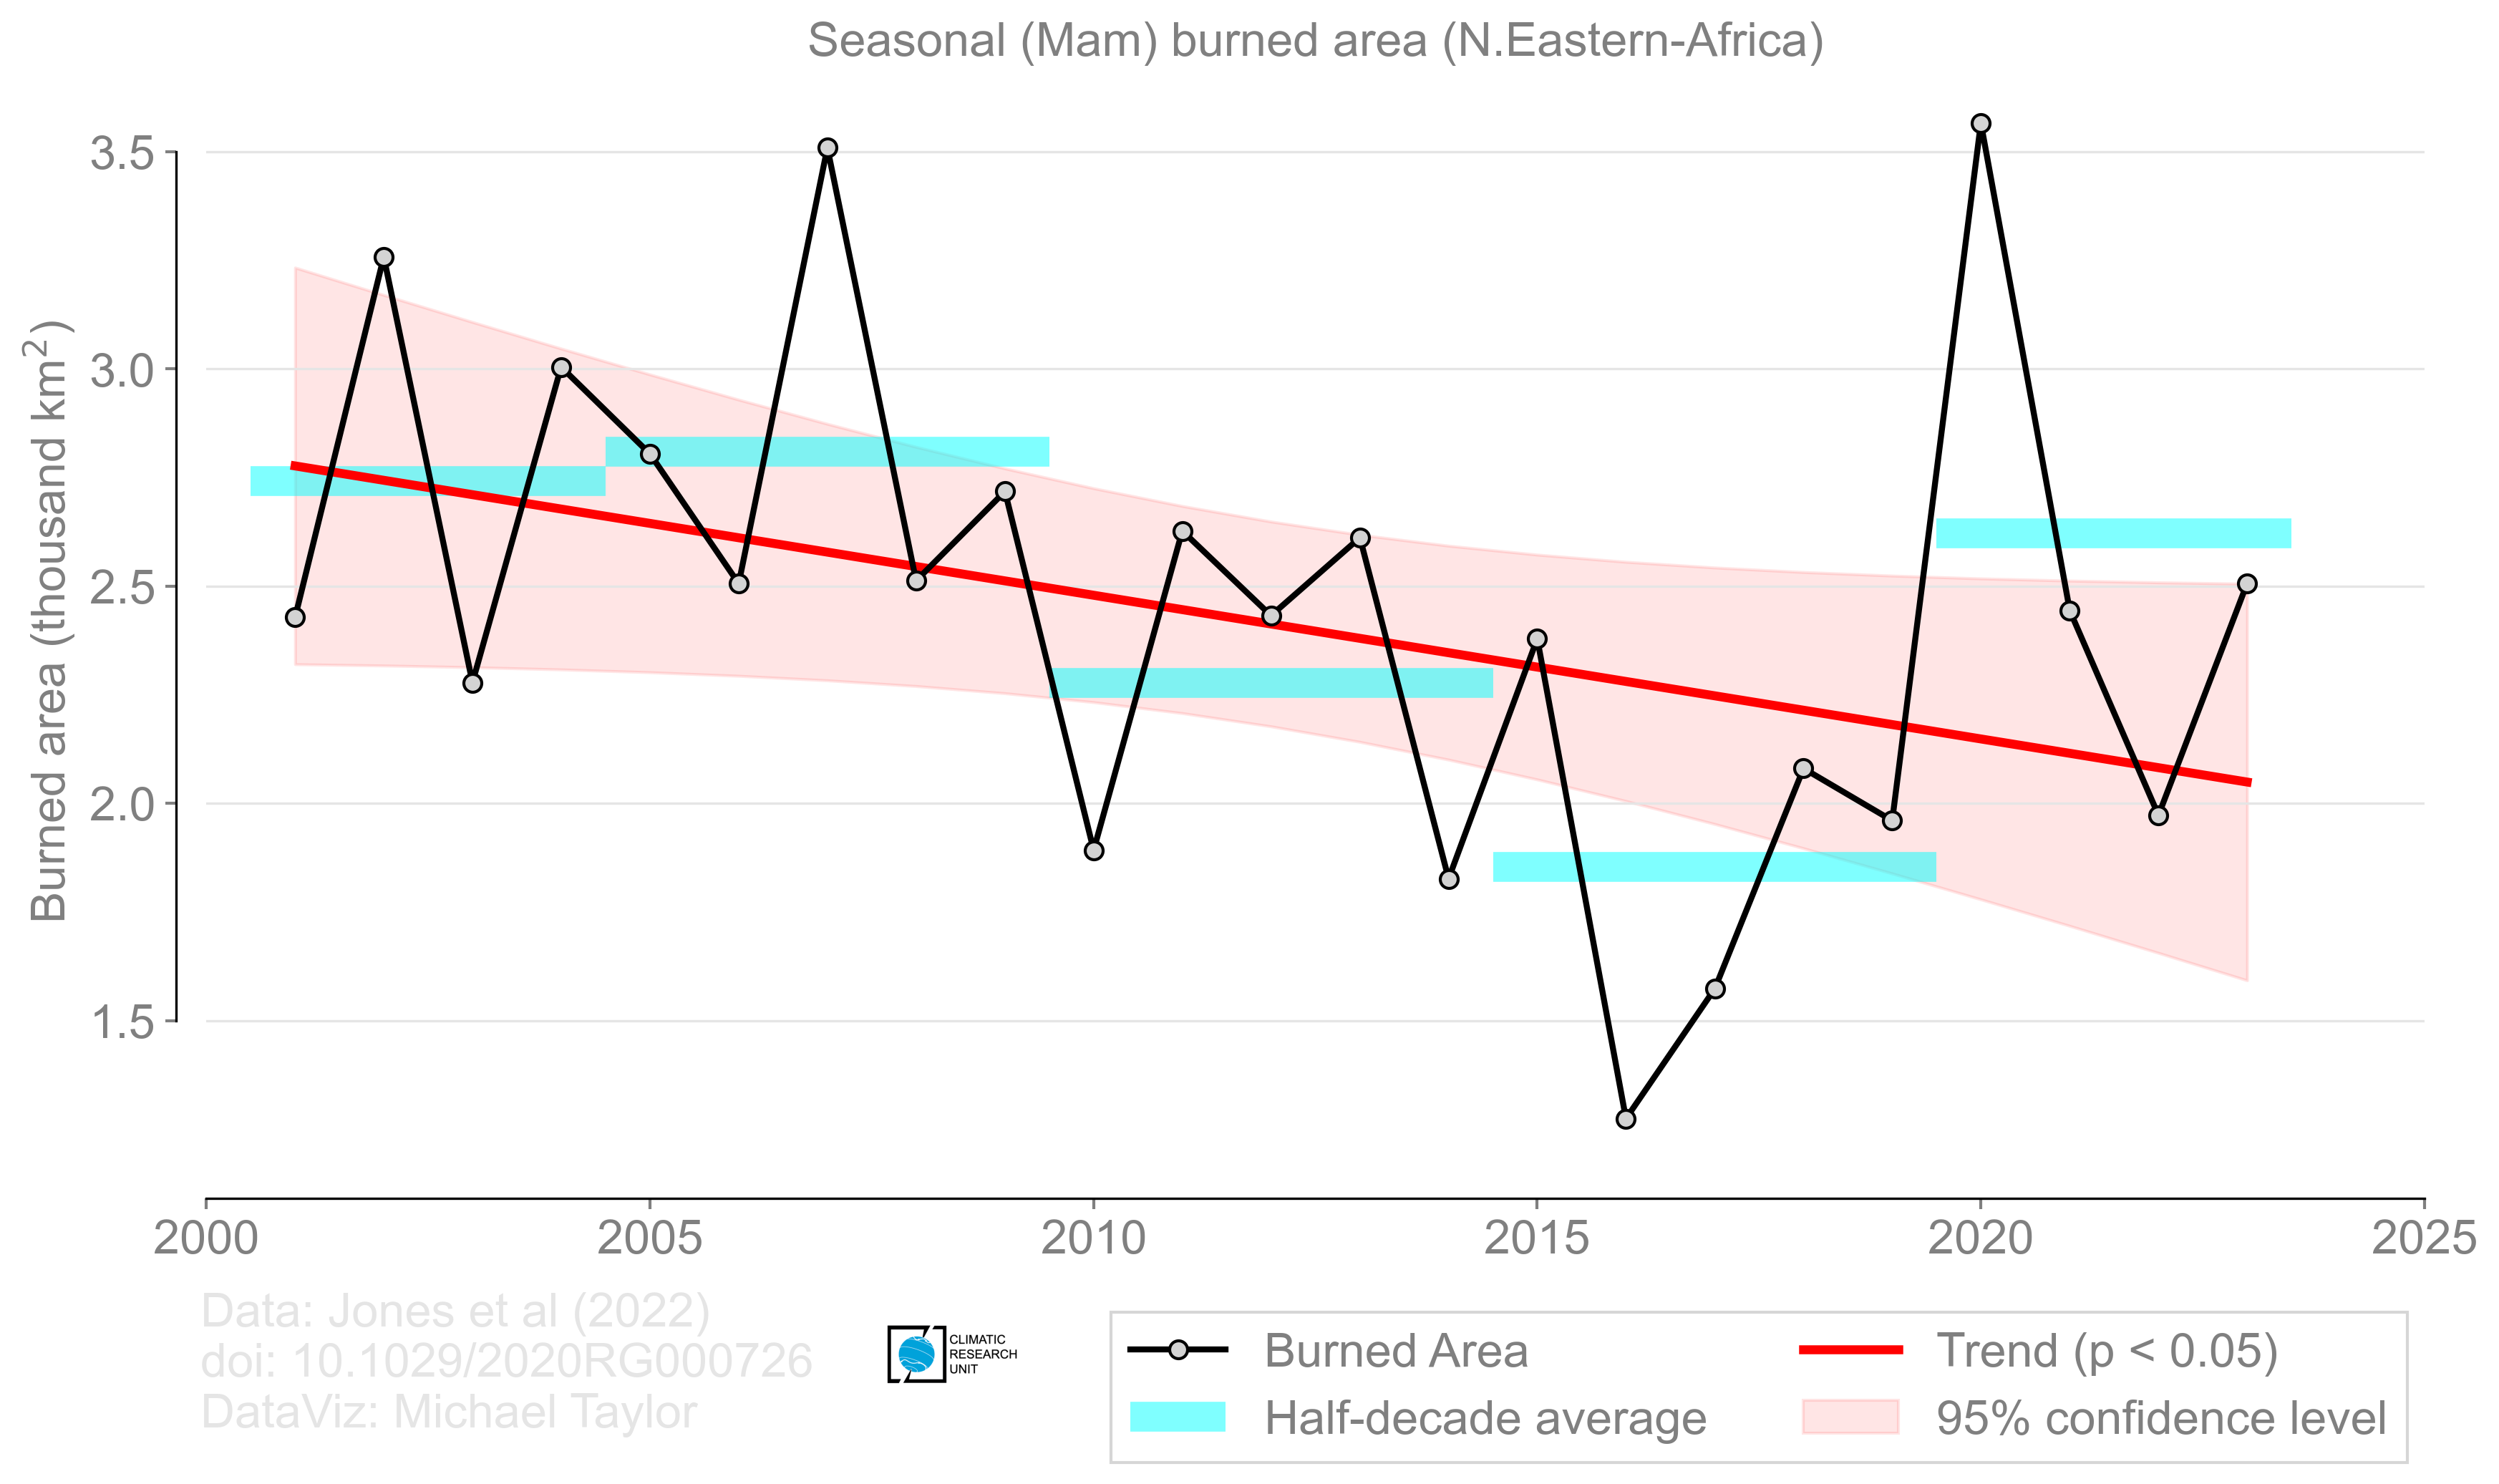 Seasonal (Mam) burned area (N.Eastern-Africa)
Burned area (thousand km²)
3.5
3.0
2.5
2.0
1.5
2000
2005
2010
2015
2020
2025
Data: Jones et al (2022)
doi: 10.1029/2020RG000726
DataViz: Michael Taylor
CLIMATIC
RESEARCH
UNIT
Burned Area
Half-decade average
Trend (p < 0.05)
95% confidence level